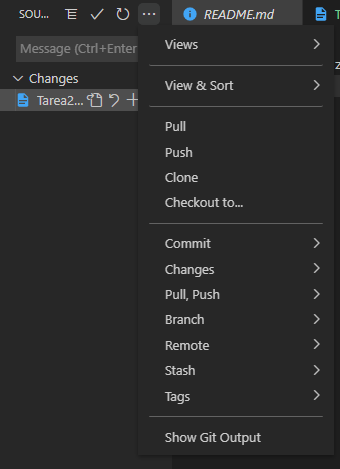 SOU...
README.md
Message (Ctrl+Enter
Views
Changes
View & Sort
Tarea2...
Pull
Push
Clone
Checkout to...
Commit
Changes
Pull, Push
Branch
Remote
Stash
Tags
Show Git Output